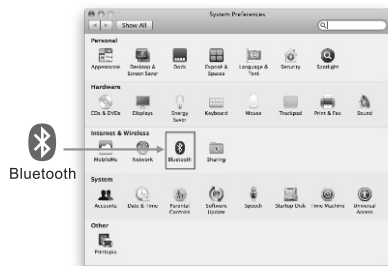 System Preferences
Show All
Personal
Appearance Desktop & Screen Saver Dock Exposé & Spaces Language & Text Security Spotlight
Hardware
CDs & DVDs Displays Energy Saver Keyboard Mouse Trackpad Print & Fax Sound
Internet & Wireless
MobileMe Network Bluetooth Sharing
Bluetooth
System
Accounts Date & Time Parental Controls Software Update Speech Startup Disk Time Machine Universal Access
Other
Printopia